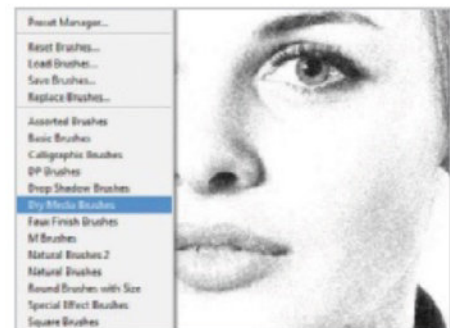 Preset Manager...
Reset Brushes...
Load Brushes...
Save Brushes...
Replace Brushes...
Assorted Brushes
Basic Brushes
Calligraphic Brushes
DP Brushes
Drop Shadow Brushes
Dry Media Brushes
Faux Finish Brushes
M Brushes
Natural Brushes 2
Natural Brushes
Round Brushes with Size
Special Effect Brushes
Square Brushes